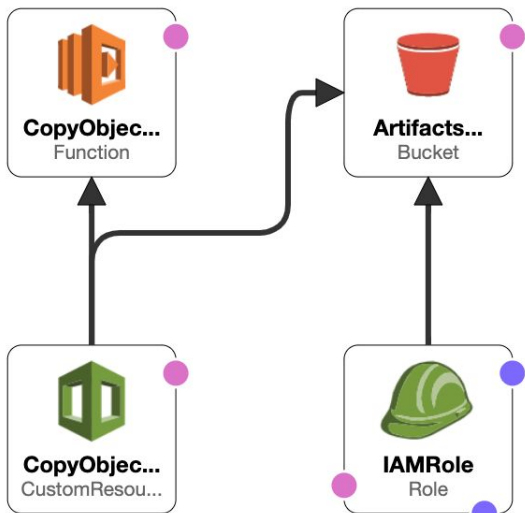 CopyObjec...
Function
Artifacts...
Bucket
CopyObjec...
CustomResou...
IAMRole
Role